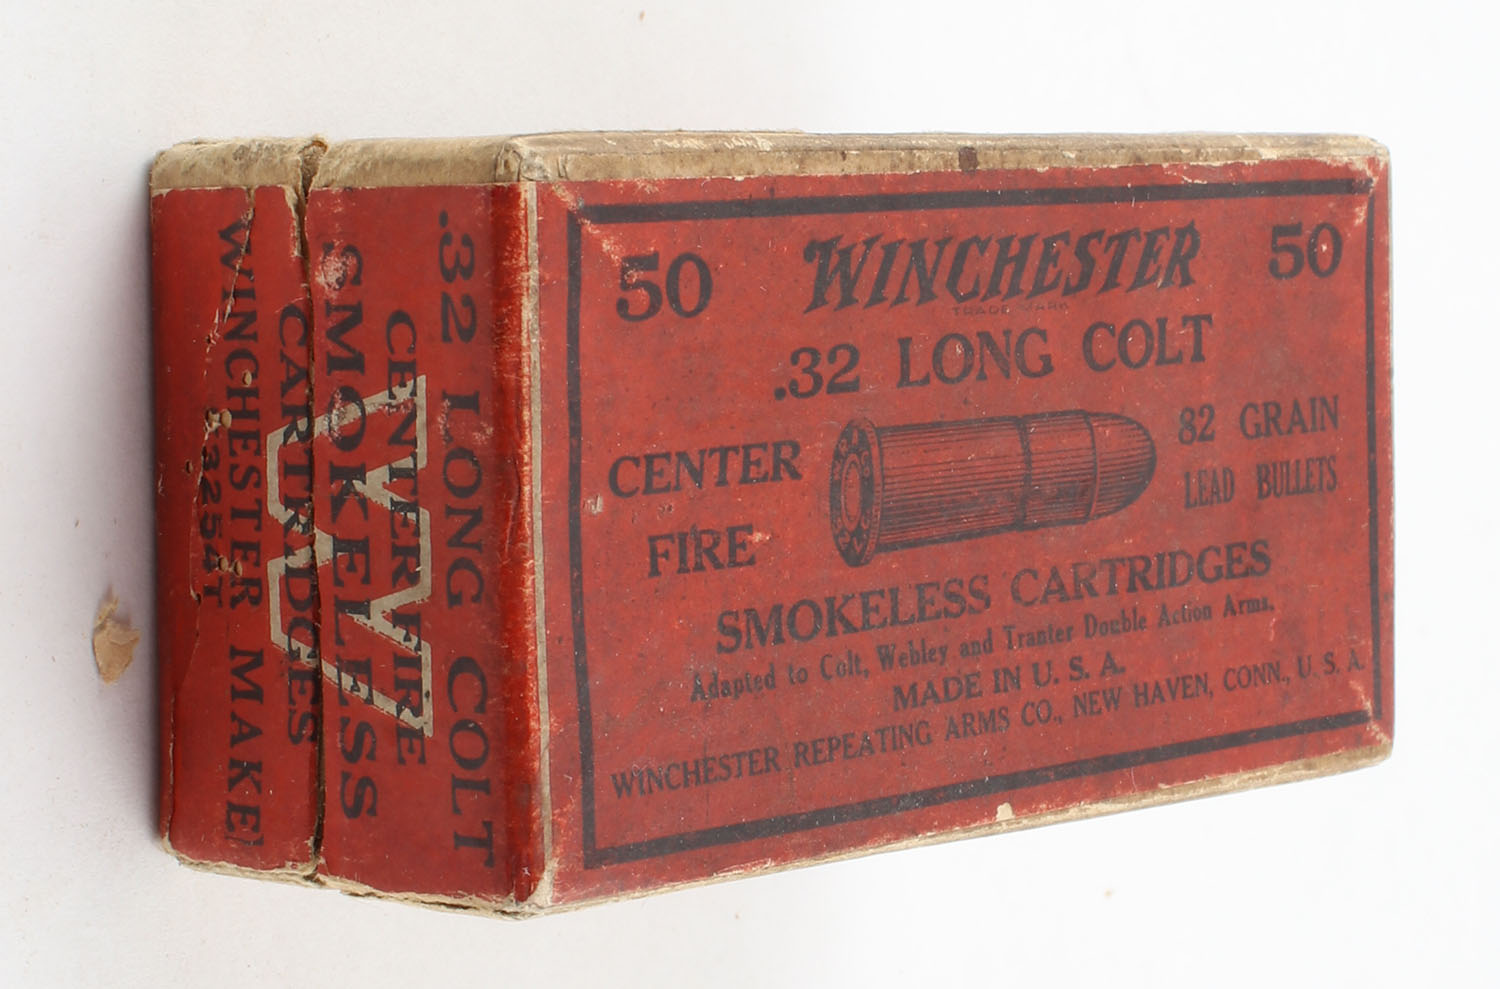 50 WINCHESTER 50
TRADE MARK
.32 LONG COLT
CENTER
FIRE
82 GRAIN
LEAD BULLETS
SMOKELESS CARTRIDGES
Adapted to Colt, Webley and Tranter Double Action Arms.
MADE IN U. S. A.
WINCHESTER REPEATING ARMS CO., NEW HAVEN, CONN., U. S. A.
.32 LONG COLT
CENTER FIRE
SMOKELESS
W
CARTRIDGES
WINCHESTER MAKE